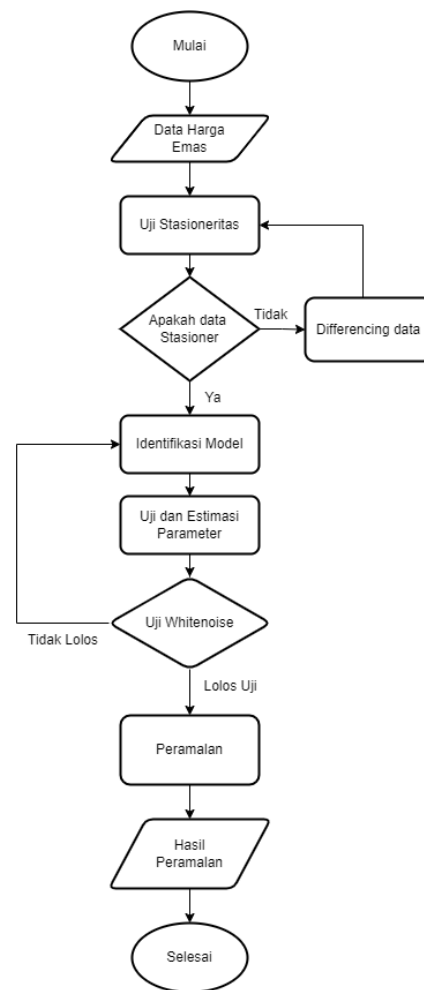 Mulai
Data Harga
Emas
Uji Stasioneritas
Apakah data
Stasioner
Tidak
Differencing data
Ya
Identifikasi Model
Uji dan Estimasi
Parameter
Uji Whitenoise
Tidak Lolos
Lolos Uji
Peramalan
Hasil
Peramalan
Selesai